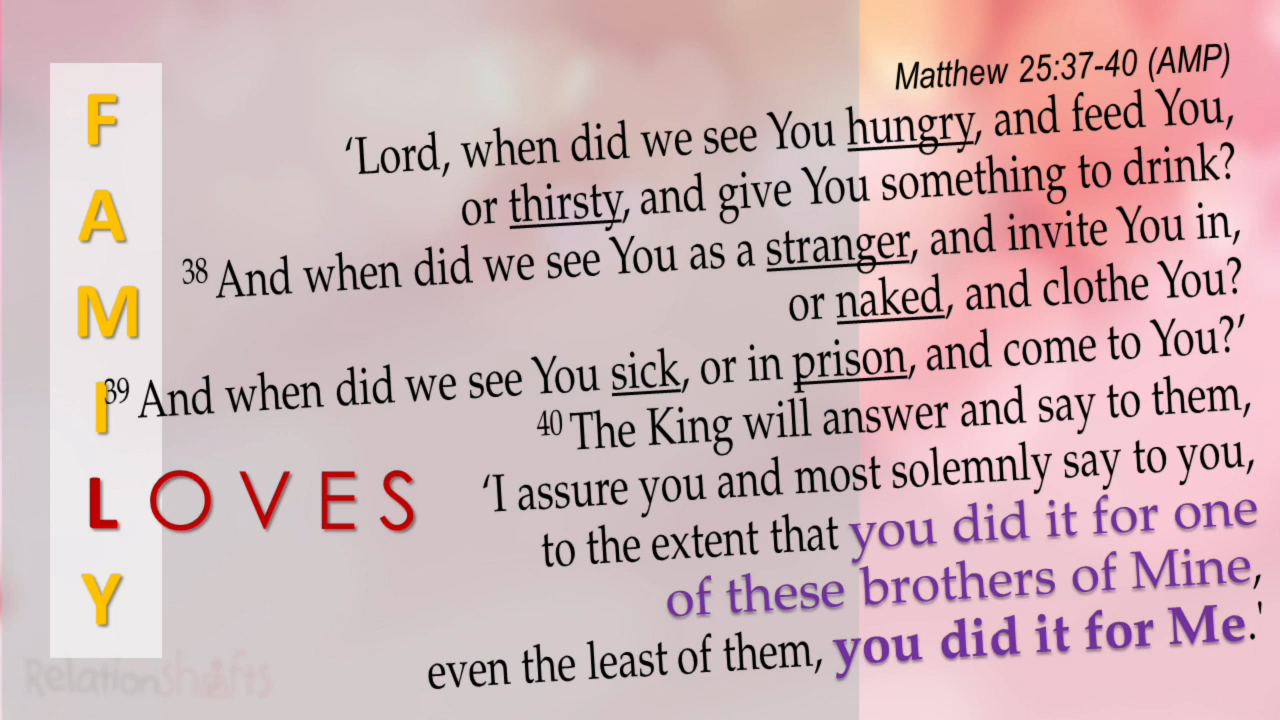 Matthew 25:37-40 (AMP)
‘Lord, when did we see You hungry, and feed You,
or thirsty, and give You something to drink?
38 And when did we see You as a stranger, and invite You in,
or naked, and clothe You?
39 And when did we see You sick, or in prison, and come to You?’
40 The King will answer and say to them,
‘I assure you and most solemnly say to you,
to the extent that you did it for one
of these brothers of Mine,
even the least of them, you did it for Me.'
F
A
M
I
LOVES
Y
RelationShifts